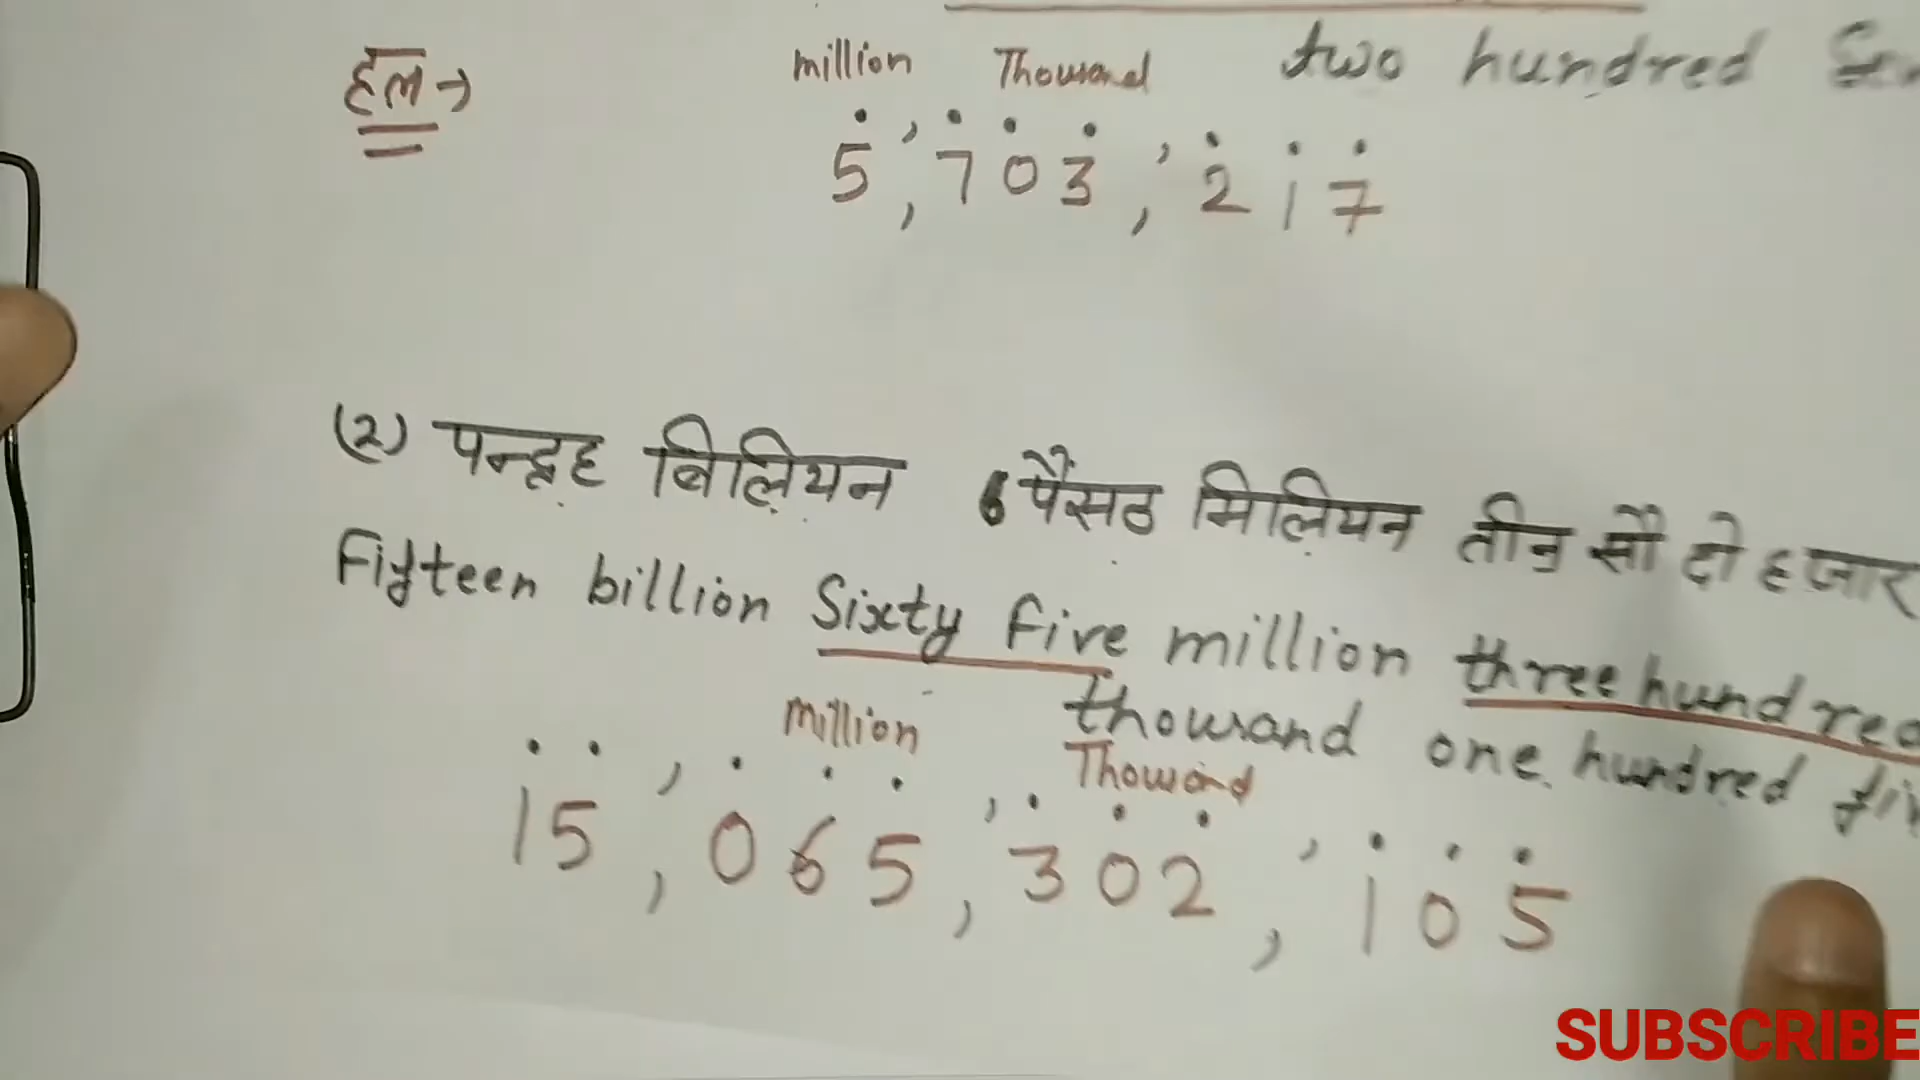 two hundred
million Thousand
हल→
5,703,217
(२) पन्द्रह बिलियन पैंसठ मिलियन तीन सौ दो हजार
Fifteen billion Sixty five million three hundred
thousand one hundred
million Thousand
15,065,302,105
SUBSCRIBE